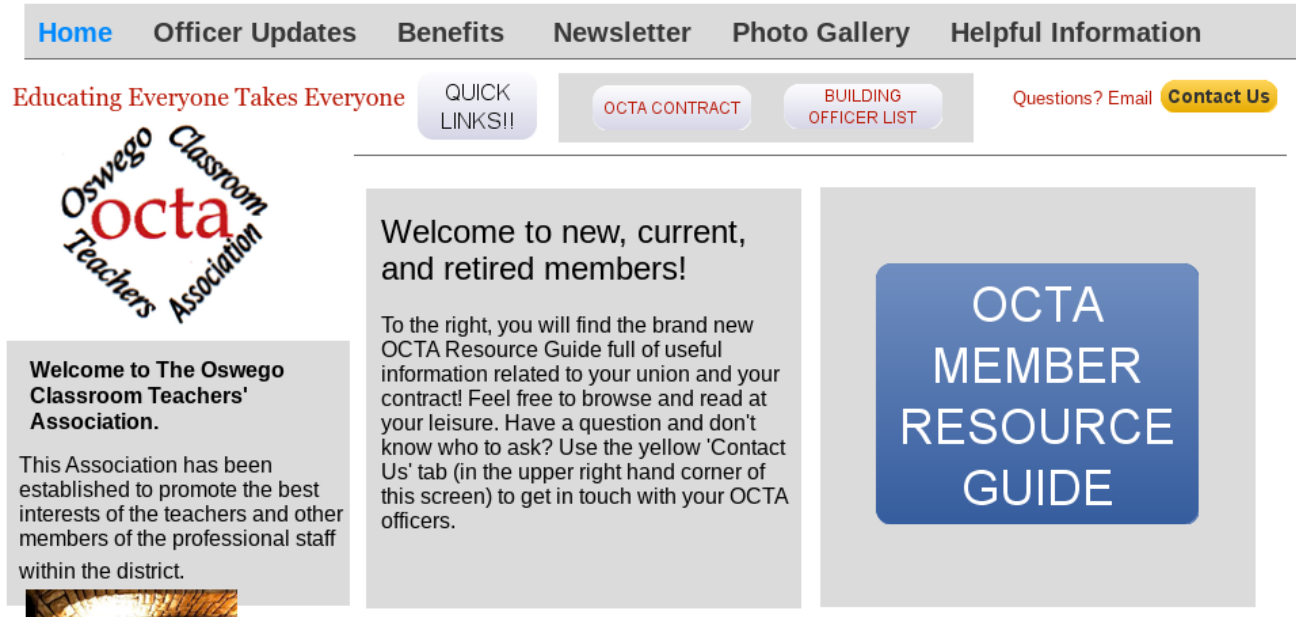 Home Officer Updates Benefits Newsletter Photo Gallery Helpful Information
Educating Everyone Takes Everyone
QUICK
LINKS!!
OCTA CONTRACT
BUILDING
OFFICER LIST
Questions? Email Contact Us
Oswego
Classroom
octa
Teachers
Association
Welcome to The Oswego
Classroom Teachers'
Association.
This Association has been
established to promote the best
interests of the teachers and other
members of the professional staff
within the district.
Welcome to new, current,
and retired members!
To the right, you will find the brand new
OCTA Resource Guide full of useful
information related to your union and your
contract! Feel free to browse and read at
your leisure. Have a question and don't
know who to ask? Use the yellow 'Contact
Us' tab (in the upper right hand corner of
this screen) to get in touch with your OCTA
officers.
OCTA
MEMBER
RESOURCE
GUIDE